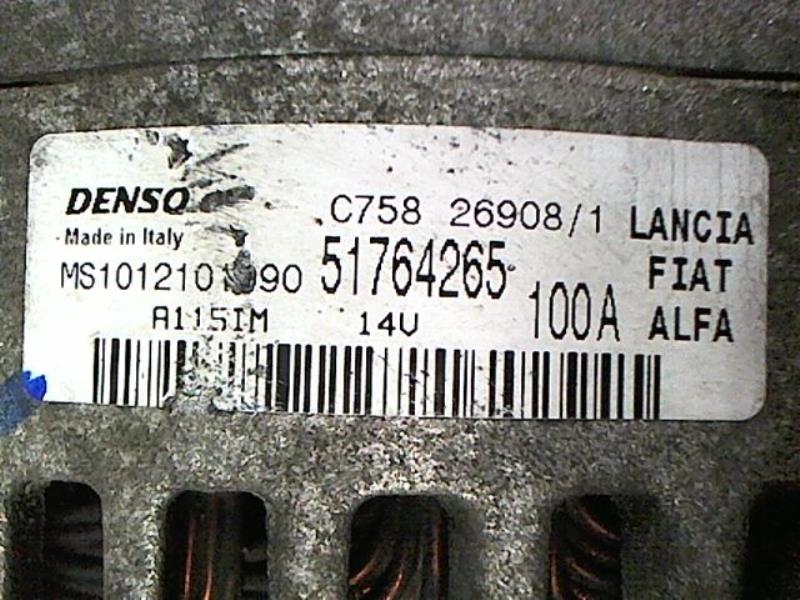 DENSO C758 26908/1 LANCIA
Made in Italy 51764265 FIAT
A115IM 14V 100A ALFA